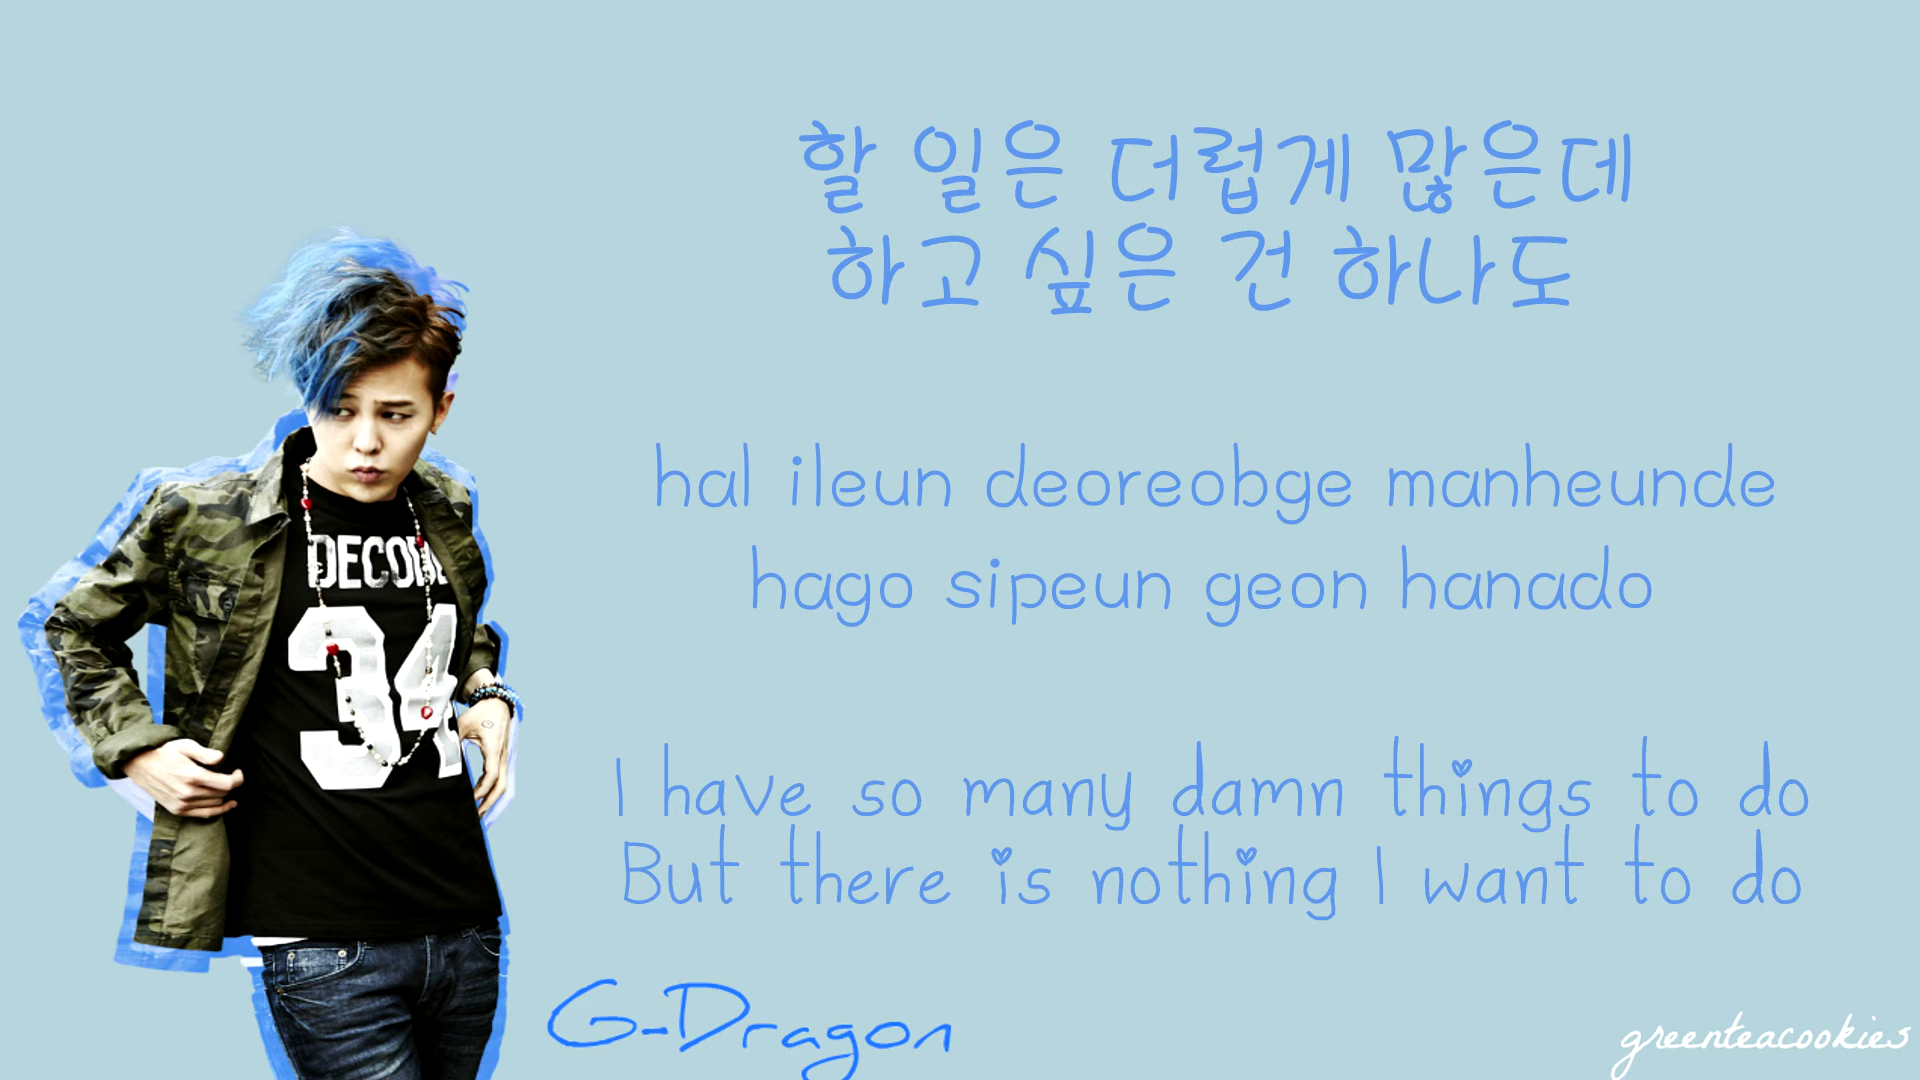 할 일은 더럽게 많은데
하고 싶은 건 하나도
hal ileun deoreobge manheunde
hago sipeun geon hanado
I have so many damn things to do
But there is nothing I want to do
G-Dragon
greenteacookies
34